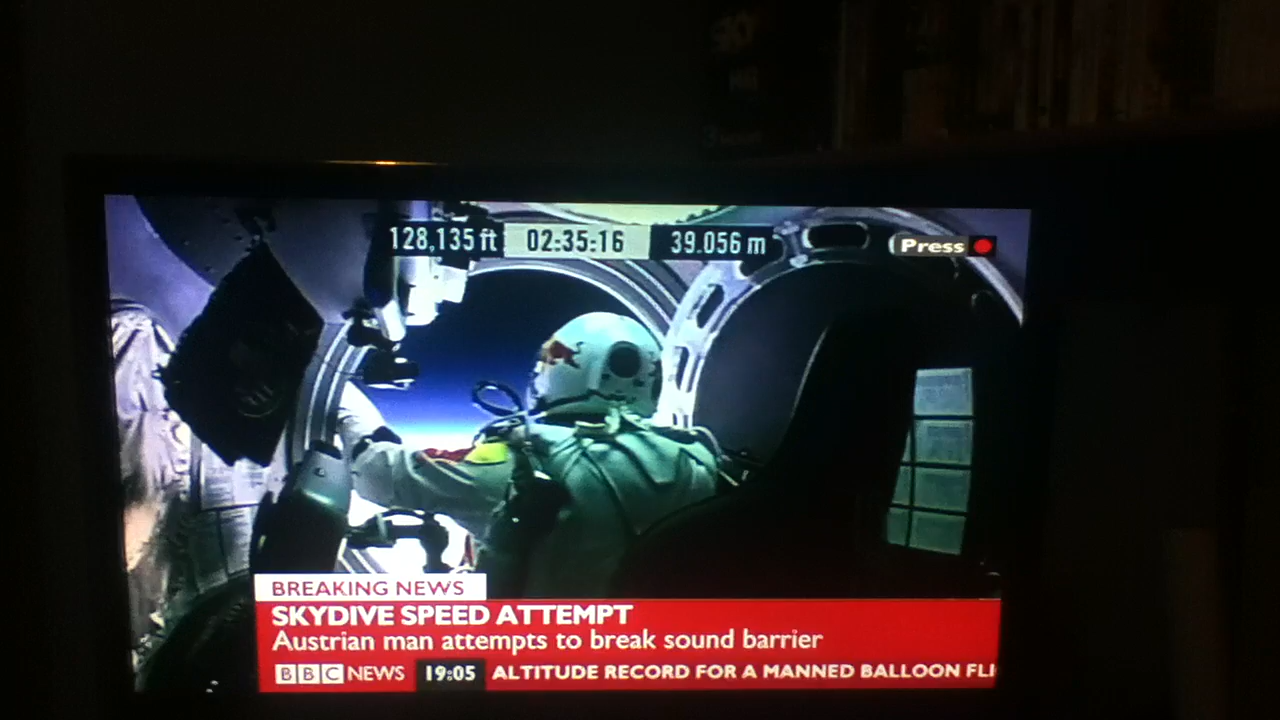 128,135 ft 02:35:16 39.056 m Press
BREAKING NEWS
SKYDIVE SPEED ATTEMPT
Austrian man attempts to break sound barrier
BBC NEWS 19:05 ALTITUDE RECORD FOR A MANNED BALLOON FLI